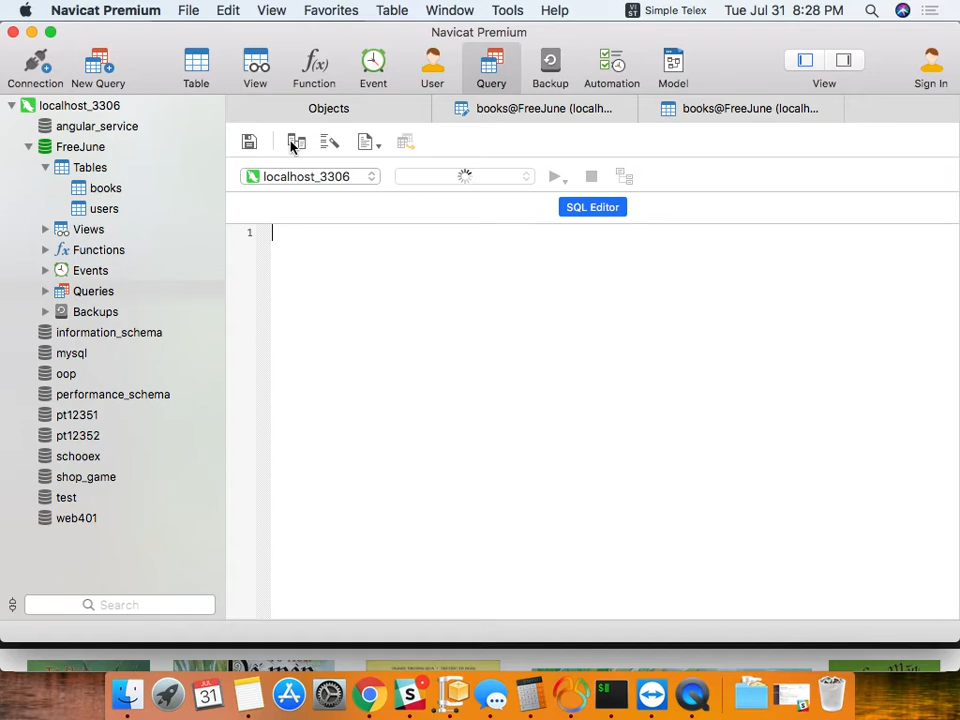 Navicat Premium File Edit View Favorites Table Window Tools Help VI ST Simple Telex Tue Jul 31 8:28 PM
Navicat Premium
Connection New Query Table View Function Event User Query Backup Automation Model View Sign In
Objects books@FreeJune (localh... books@FreeJune (localh...
localhost_3306
SQL Editor
1
localhost_3306
angular_service
FreeJune
Tables
books
users
Views
Functions
Events
Queries
Backups
information_schema
mysql
oop
performance_schema
pt12351
pt12352
schooex
shop_game
test
web401
Search
31